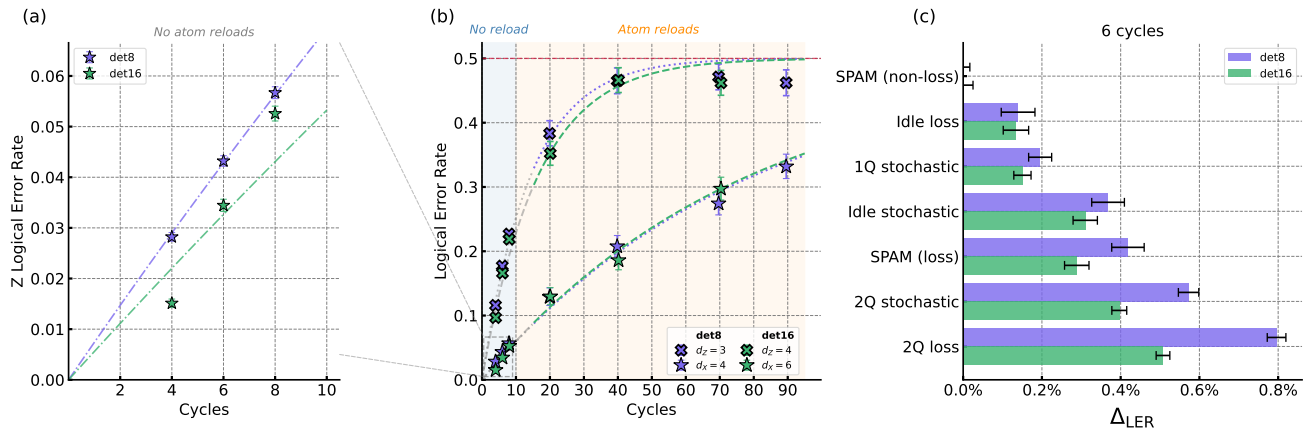 (a)
No atom reloads
det8
det16
Z Logical Error Rate
0.06
0.05
0.04
0.03
0.02
0.01
0.00
2
4
6
8
10
Cycles
(b)
No reload
Atom reloads
Logical Error Rate
0.5
0.4
0.3
0.2
0.1
0.0
det8
det16
d_Z = 3
d_Z = 4
d_X = 4
d_X = 6
0
10
20
30
40
50
60
70
80
90
Cycles
(c)
6 cycles
det8
det16
SPAM (non-loss)
Idle loss
1Q stochastic
Idle stochastic
SPAM (loss)
2Q stochastic
2Q loss
0.0%
0.2%
0.4%
0.6%
0.8%
Δ_LER